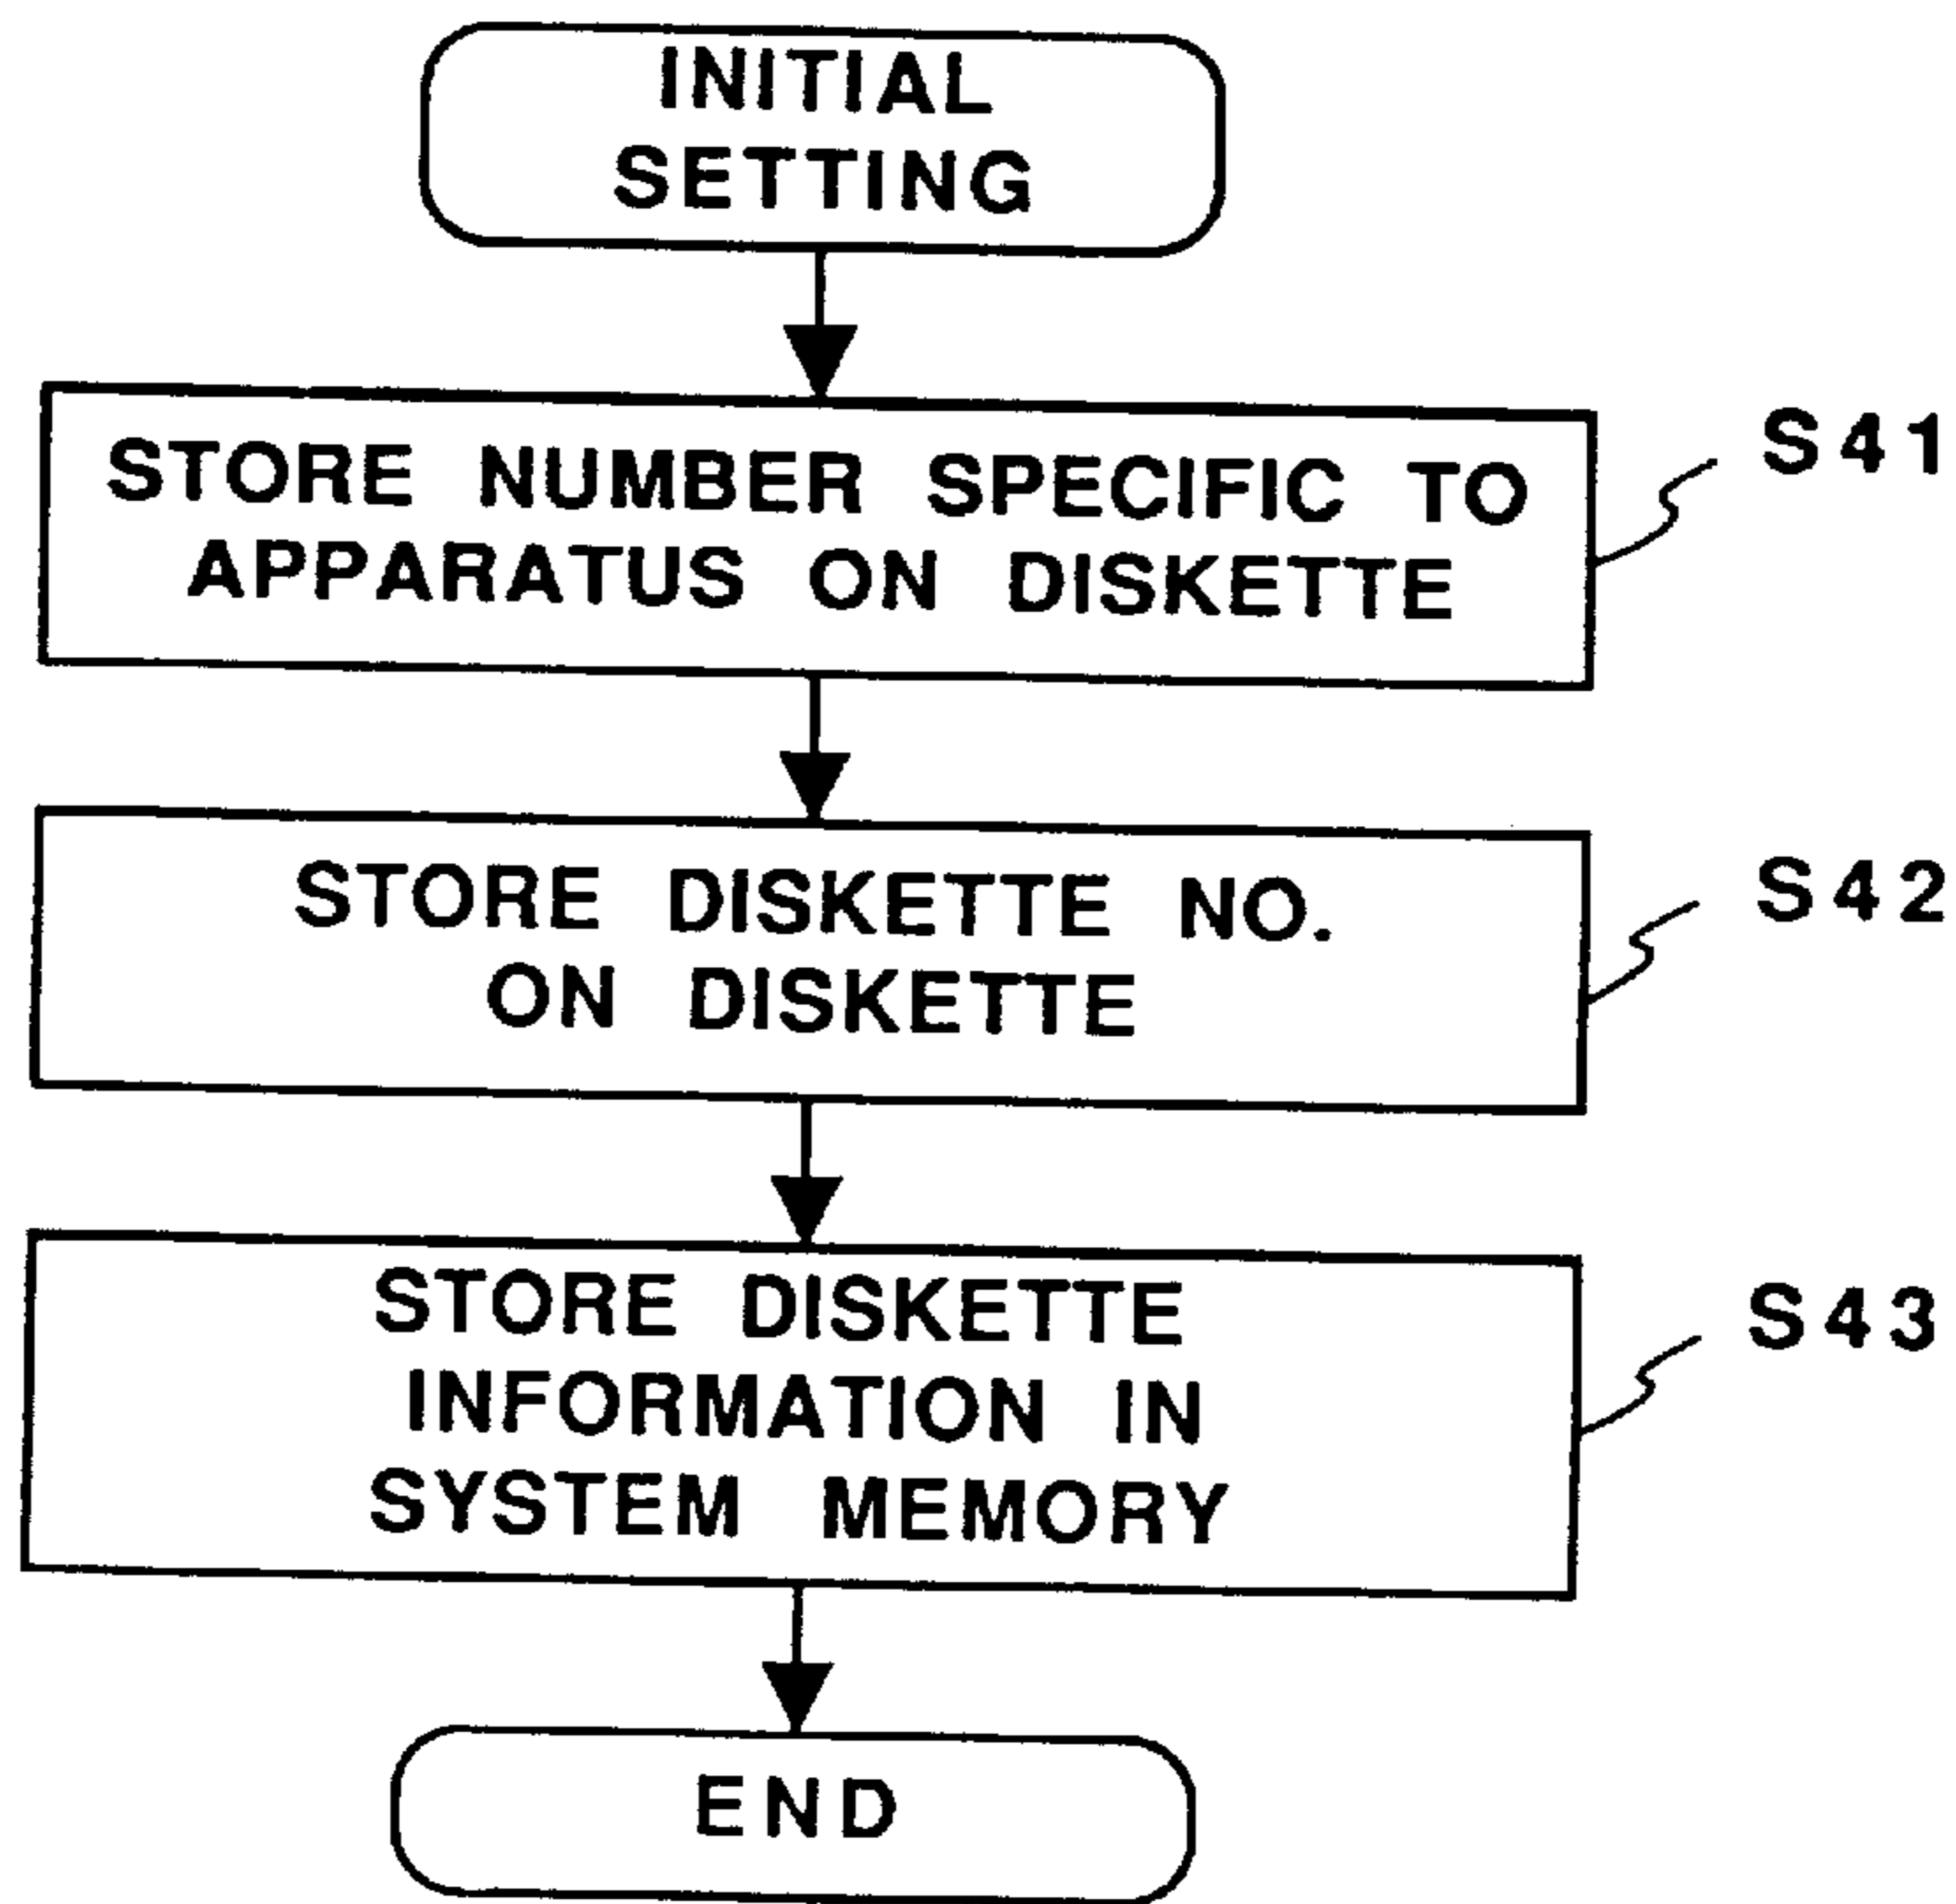 INITIAL
SETTING
STORE NUMBER SPECIFIC TO
APPARATUS ON DISKETTE
S41
STORE DISKETTE NO.
ON DISKETTE
S42
STORE DISKETTE
INFORMATION IN
SYSTEM MEMORY
S43
END